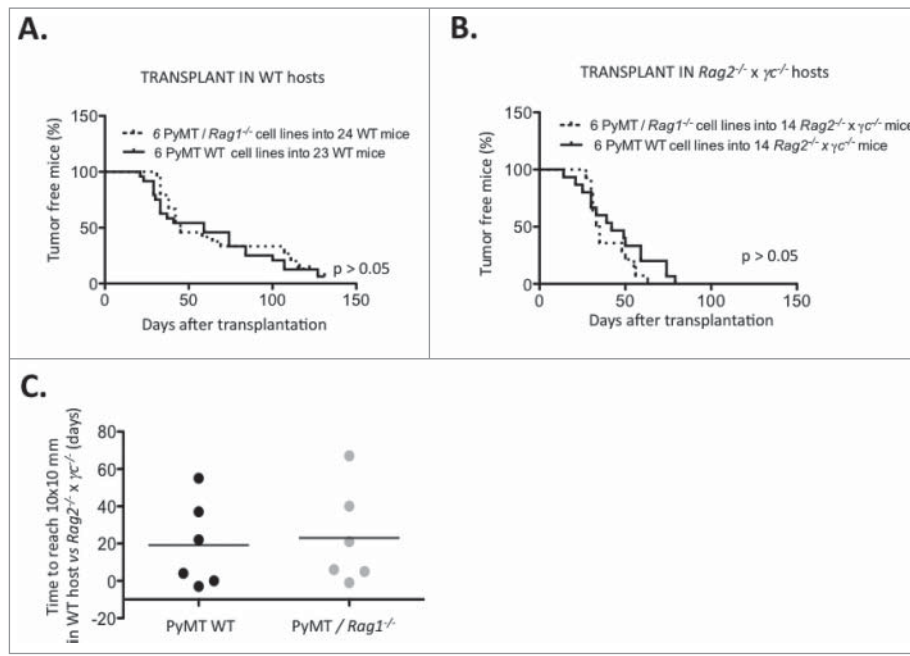 A.
TRANSPLANT IN WT hosts
150
100
50
0
Tumor free mice (%)
6 PyMT / Rag1-/- cell lines into 24 WT mice
6 PyMT WT cell lines into 23 WT mice
p > 0.05
0 50 100 150
Days after transplantation
B.
TRANSPLANT IN Rag2-/- x γc-/- hosts
150
100
50
0
Tumor free mice (%)
6 PyMT / Rag1-/- cell lines into 14 Rag2-/- x γc-/- mice
6 PyMT WT cell lines into 14 Rag2-/- x γc-/- mice
p > 0.05
0 50 100 150
Days after transplantation
C.
Time to reach 10x10 mm
in WT host vs Rag2-/- x γc-/- (days)
80
60
40
20
0
-20
PyMT WT PyMT / Rag1-/-